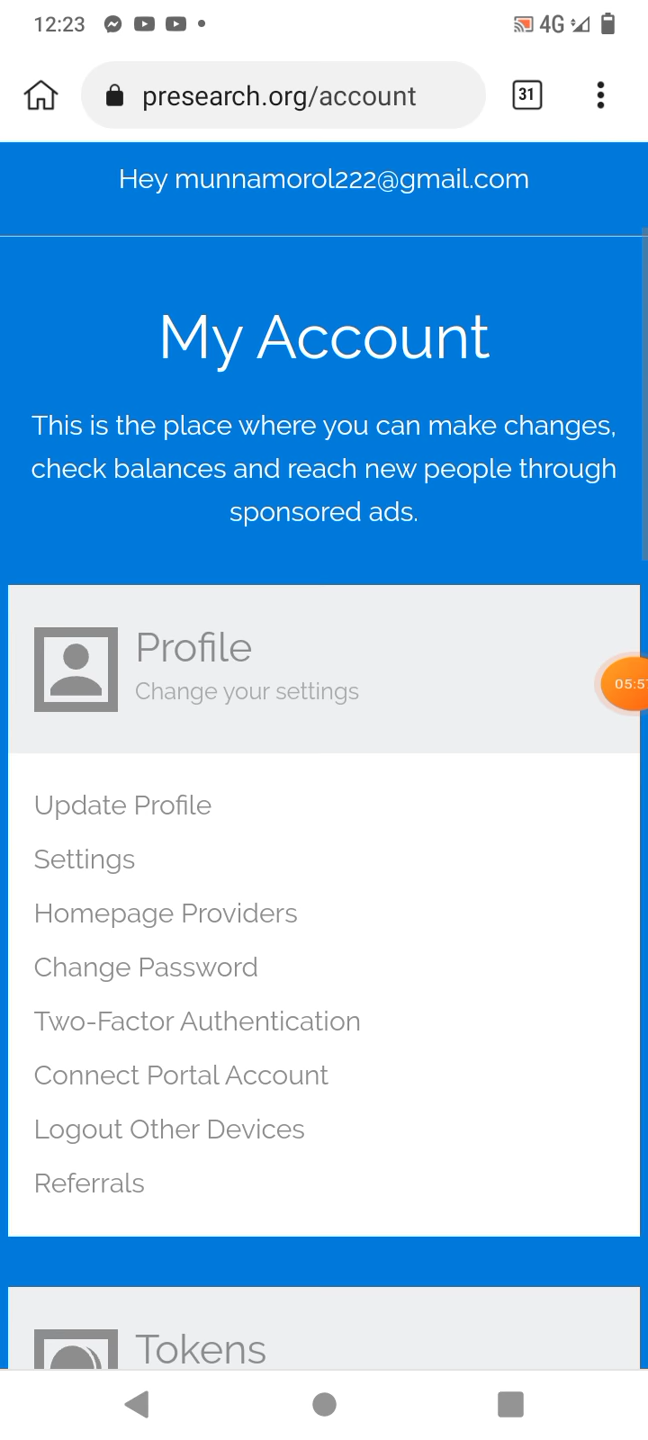 12:23
4G
presearch.org/account
31
Hey munnamorol222@gmail.com
My Account
This is the place where you can make changes,
check balances and reach new people through
sponsored ads.
Profile
Change your settings
05:57
Update Profile
Settings
Homepage Providers
Change Password
Two-Factor Authentication
Connect Portal Account
Logout Other Devices
Referrals
Tokens